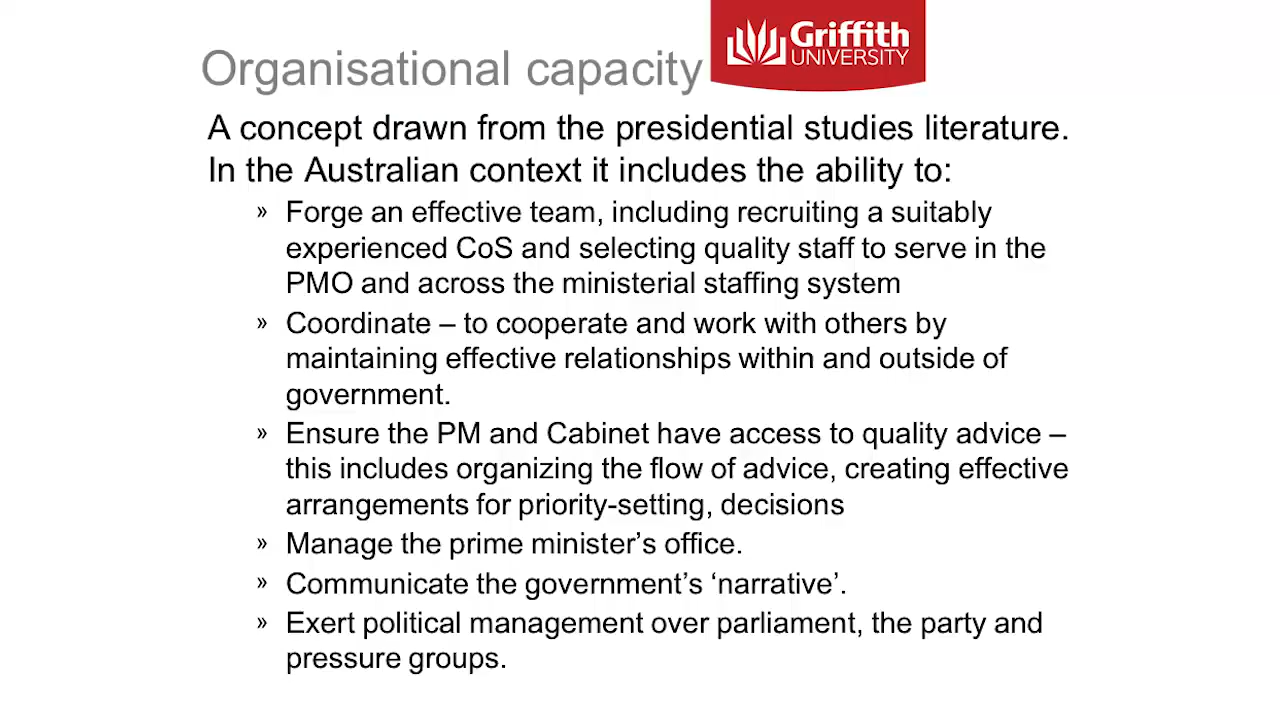 Organisational capacity
Griffith
UNIVERSITY
A concept drawn from the presidential studies literature.
In the Australian context it includes the ability to:
» Forge an effective team, including recruiting a suitably
experienced CoS and selecting quality staff to serve in the
PMO and across the ministerial staffing system
» Coordinate – to cooperate and work with others by
maintaining effective relationships within and outside of
government.
» Ensure the PM and Cabinet have access to quality advice –
this includes organizing the flow of advice, creating effective
arrangements for priority-setting, decisions
» Manage the prime minister’s office.
» Communicate the government’s ‘narrative’.
» Exert political management over parliament, the party and
pressure groups.